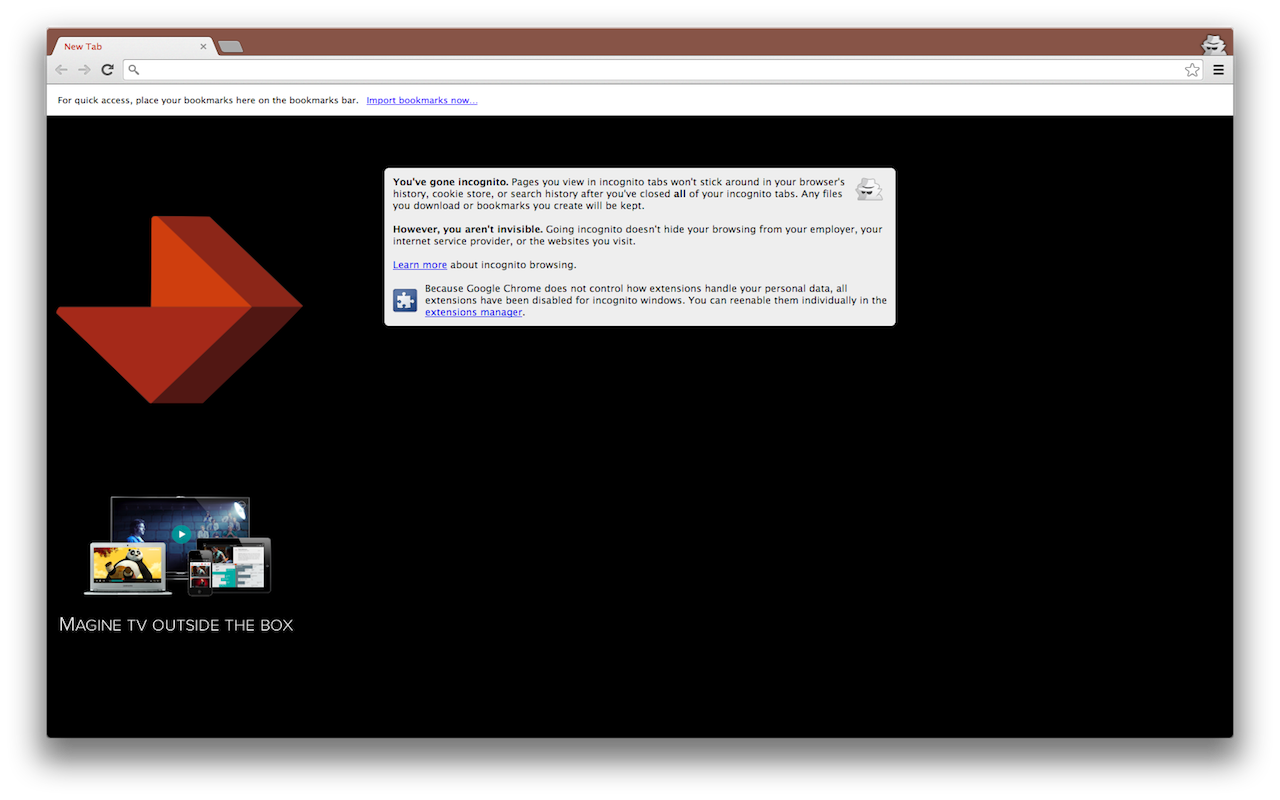 New Tab
For quick access, place your bookmarks here on the bookmarks bar. Import bookmarks now...
You've gone incognito. Pages you view in incognito tabs won't stick around in your browser's
history, cookie store, or search history after you've closed all of your incognito tabs. Any files
you download or bookmarks you create will be kept.
However, you aren't invisible. Going incognito doesn't hide your browsing from your employer, your
internet service provider, or the websites you visit.
Learn more about incognito browsing.
Because Google Chrome does not control how extensions handle your personal data, all
extensions have been disabled for incognito windows. You can reenable them individually in the
extensions manager.
MAGINE TV OUTSIDE THE BOX